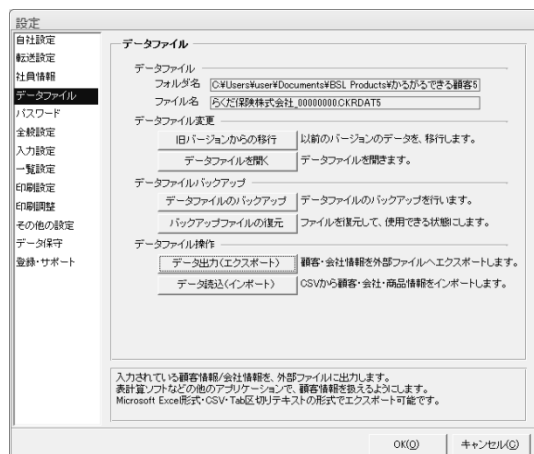 設定
自社設定
転送設定
社員情報
データファイル
パスワード
全般設定
入力設定
一覧設定
印刷設定
印刷調整
その他の設定
データ保守
登録・サポート
データファイル
データファイル
フォルダ名 C:¥Users¥user¥Documents¥BSL Products¥かるがるできる顧客5
ファイル名 らくだ保険株式会社_00000000.CKRDAT5
データファイル変更
旧バージョンからの移行 以前のバージョンのデータを、移行します。
データファイルを開く データファイルを開きます。
データファイルバックアップ
データファイルのバックアップ データファイルのバックアップを行います。
バックアップファイルの復元 ファイルを復元して、使用できる状態にします。
データファイル操作
データ出力(エクスポート) 顧客・会社情報を外部ファイルへエクスポートします。
データ読込(インポート) CSVから顧客・会社・商品情報をインポートします。
入力されている顧客情報/会社情報を、外部ファイルに出力します。
表計算ソフトなどの他のアプリケーションで、顧客情報を扱えるようにします。
Microsoft Excel形式・CSV・Tab区切りテキストの形式でエクスポート可能です。
OK(O) キャンセル(C)